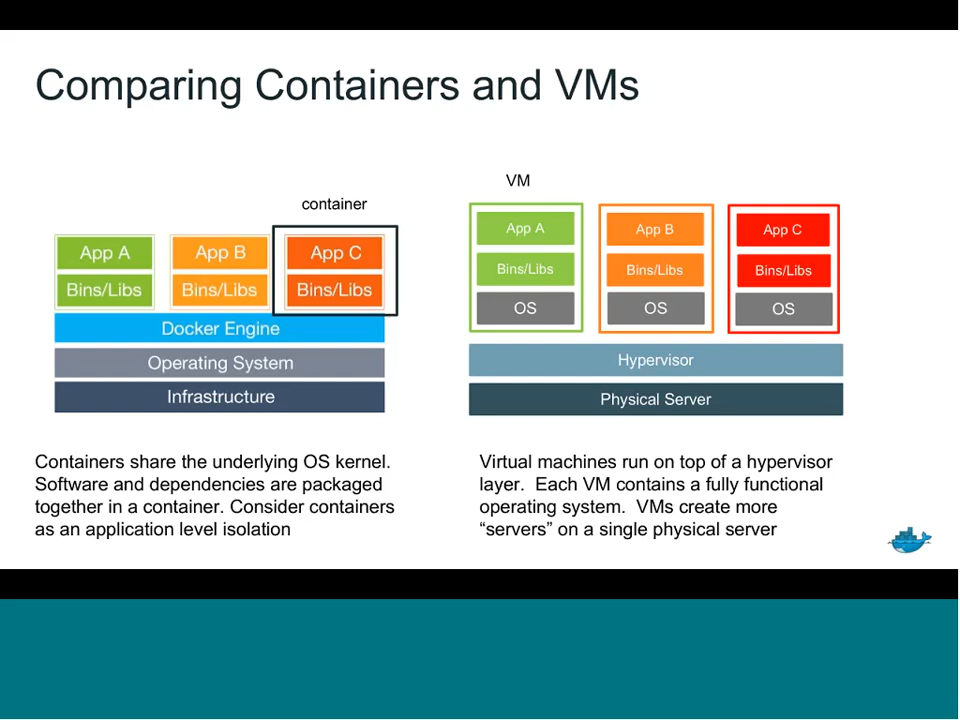 Comparing Containers and VMs
container
App A
App B
App C
Bins/Libs
Bins/Libs
Bins/Libs
Docker Engine
Operating System
Infrastructure
Containers share the underlying OS kernel.
Software and dependencies are packaged
together in a container. Consider containers
as an application level isolation
VM
App A
App B
App C
Bins/Libs
Bins/Libs
Bins/Libs
OS
OS
OS
Hypervisor
Physical Server
Virtual machines run on top of a hypervisor
layer.  Each VM contains a fully functional
operating system.  VMs create more
“servers” on a single physical server